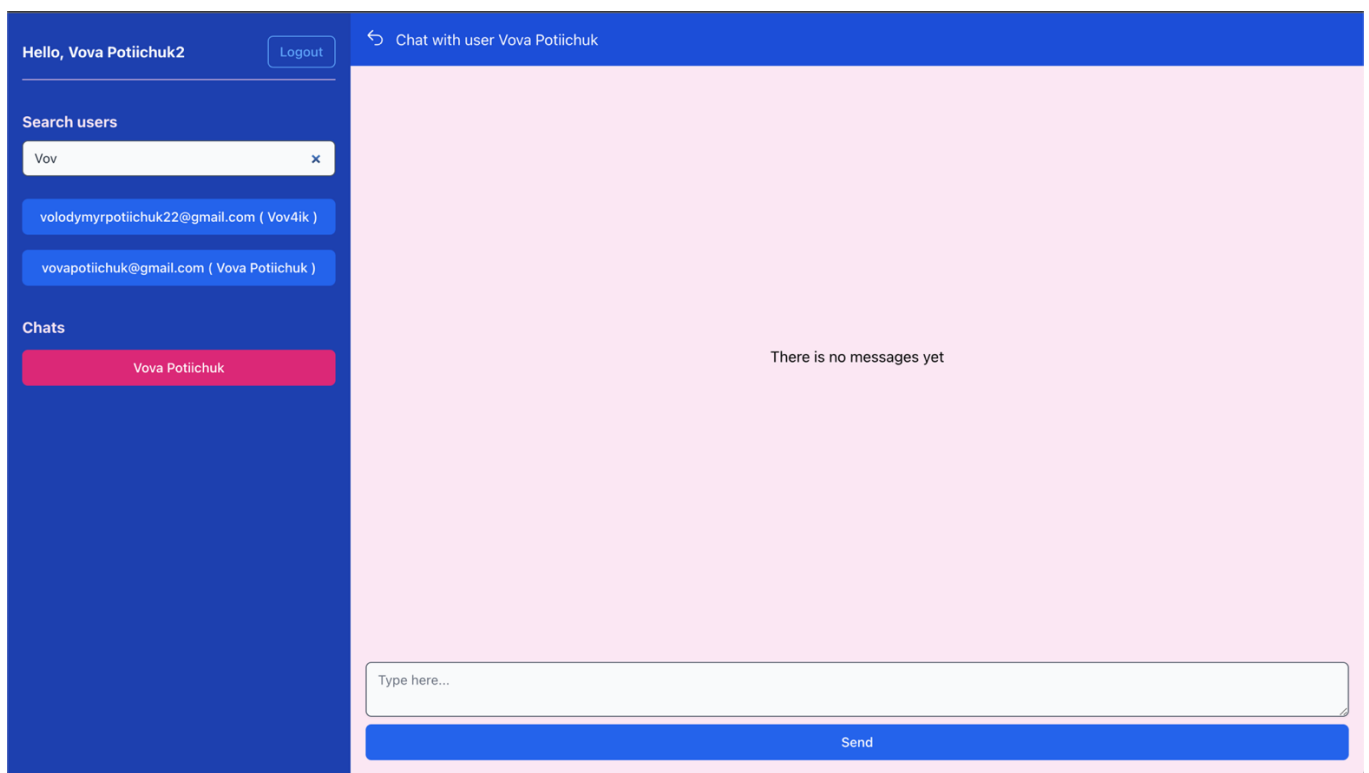 Hello, Vova Potiichuk2
Logout
Search users
Vov
volodymyrpotiichuk22@gmail.com ( Vov4ik )
vovapotiichuk@gmail.com ( Vova Potiichuk )
Chats
Vova Potiichuk
Chat with user Vova Potiichuk
There is no messages yet
Type here...
Send